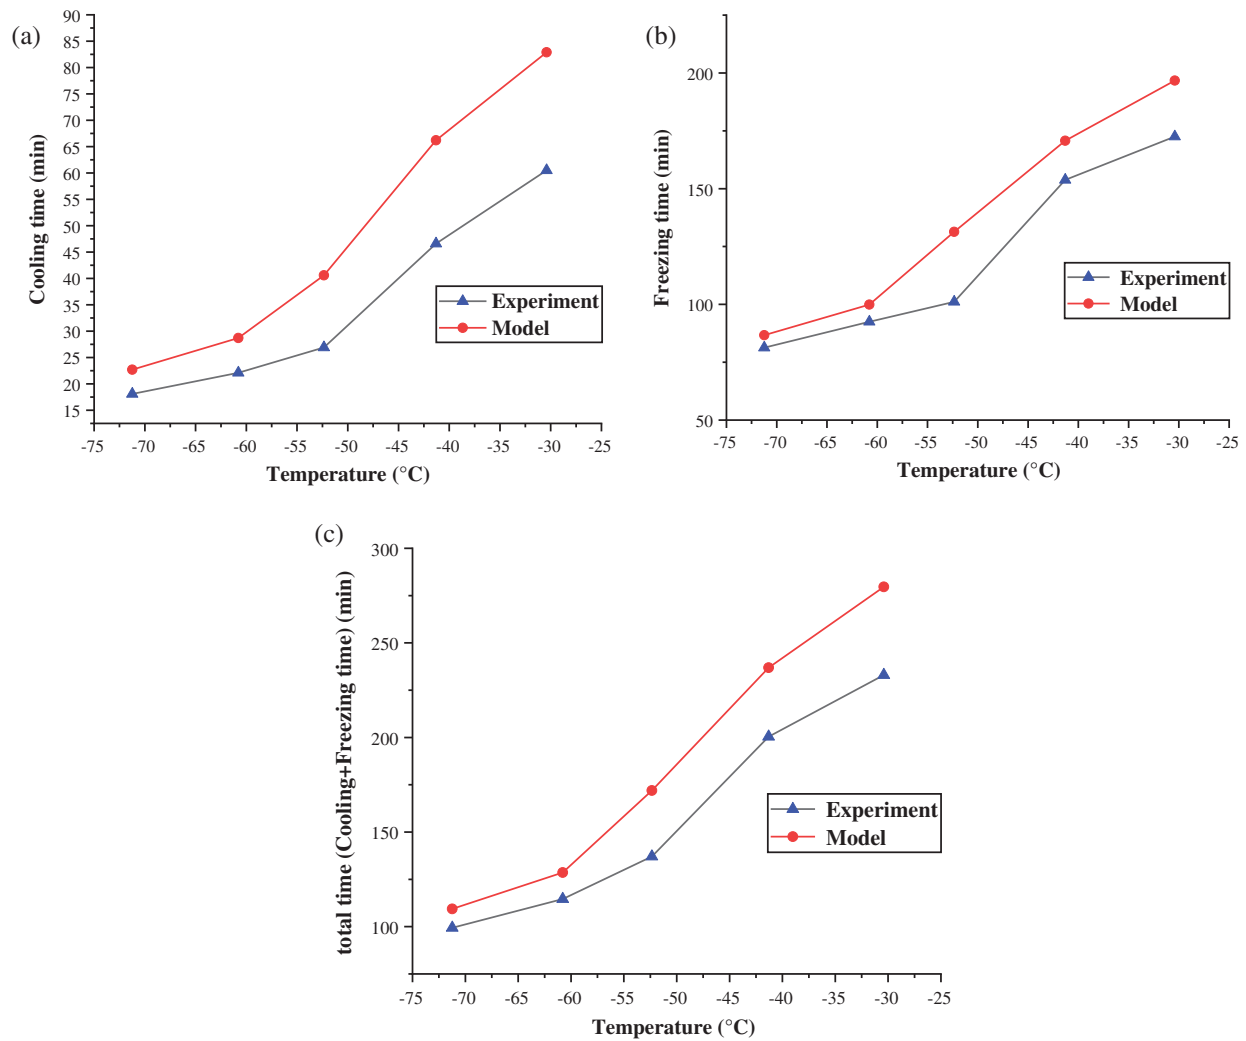 (a)
90
85
80
75
70
65
60
55
50
45
40
35
30
25
20
15
Cooling time (min)
-75 -70 -65 -60 -55 -50 -45 -40 -35 -30 -25
Temperature (°C)
Experiment
Model
(b)
200
150
100
50
Freezing time (min)
-75 -70 -65 -60 -55 -50 -45 -40 -35 -30 -25
Temperature (°C)
Experiment
Model
(c)
300
250
200
150
100
total time (Cooling+Freezing time) (min)
-75 -70 -65 -60 -55 -50 -45 -40 -35 -30 -25
Temperature (°C)
Experiment
Model